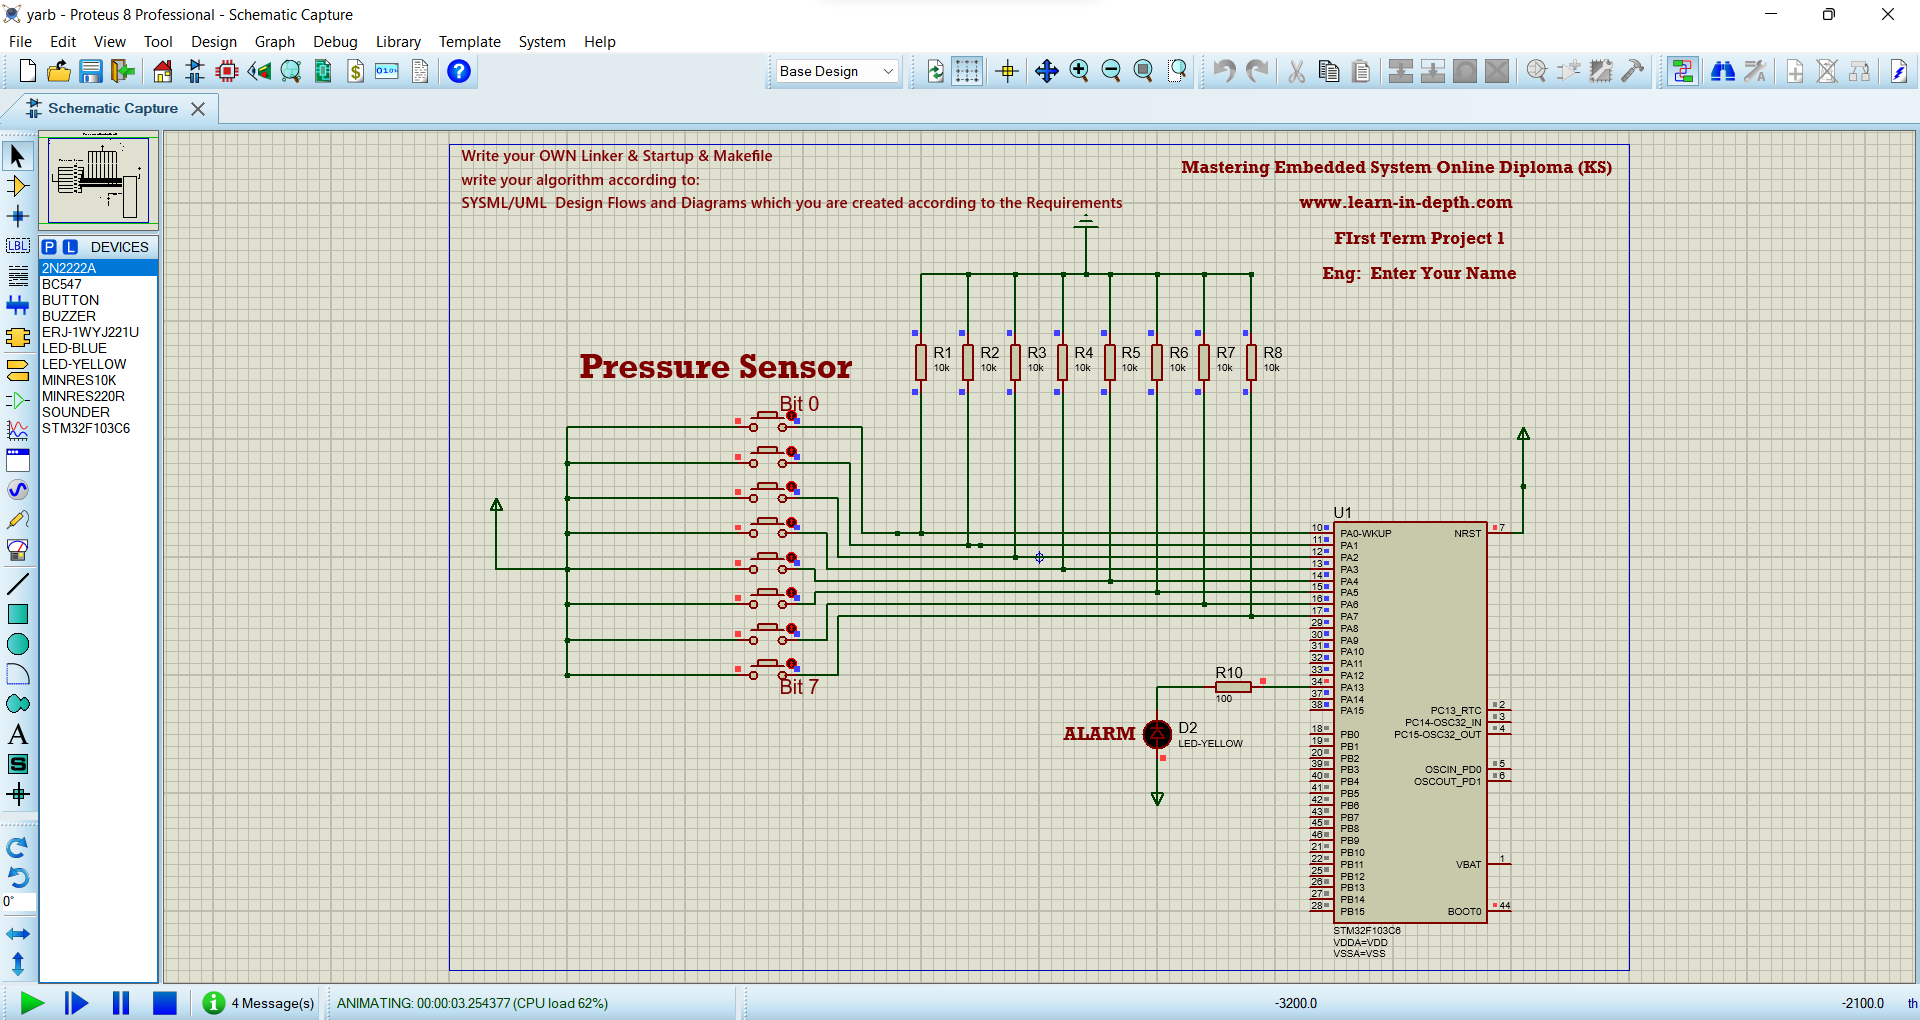 yarb - Proteus 8 Professional - Schematic Capture
File Edit View Tool Design Graph Debug Library Template System Help
Base Design
Schematic Capture
P L DEVICES
2N2222A
BC547
BUTTON
BUZZER
ERJ-1WYJ221U
LED-BLUE
LED-YELLOW
MINRES10K
MINRES220R
SOUNDER
STM32F103C6
LBL
A
S
0°
Write your OWN Linker & Startup & Makefile
write your algorithm according to:
SYSML/UML Design Flows and Diagrams which you are created according to the Requirements
Mastering Embedded System Online Diploma (KS)
www.learn-in-depth.com
FIrst Term Project 1
Eng: Enter Your Name
R1 R2 R3 R4 R5 R6 R7 R8
10k 10k 10k 10k 10k 10k 10k 10k
Pressure Sensor
Bit 0
Bit 7
U1
10 PA0-WKUP NRST 7
11 PA1
12 PA2
13 PA3
14 PA4
15 PA5
16 PA6
17 PA7
29 PA8
30 PA9
31 PA10
32 PA11
33 PA12
34 PA13
37 PA14
38 PA15 PC13_RTC 2
PC14-OSC32_IN 3
18 PB0 PC15-OSC32_OUT 4
19 PB1
20 PB2
39 PB3 OSCIN_PD0 5
40 PB4 OSCOUT_PD1 6
41 PB5
42 PB6
43 PB7
45 PB8
46 PB9
21 PB10
22 PB11 VBAT 1
25 PB12
26 PB13
27 PB14
28 PB15 BOOT0 44
STM32F103C6
VDDA=VDD
VSSA=VSS
R10
100
ALARM
D2
LED-YELLOW
4 Message(s) ANIMATING: 00:00:03.254377 (CPU load 62%) -3200.0 -2100.0 th